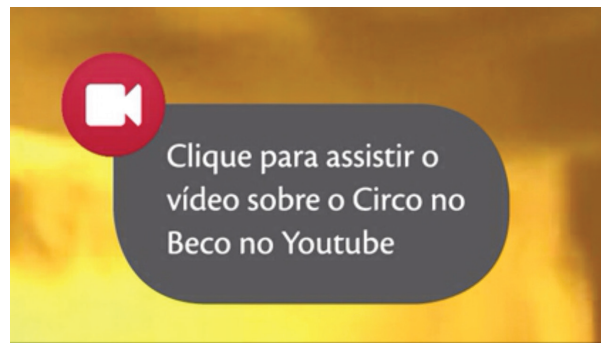 Clique para assistir o
vídeo sobre o Circo no
Beco no Youtube